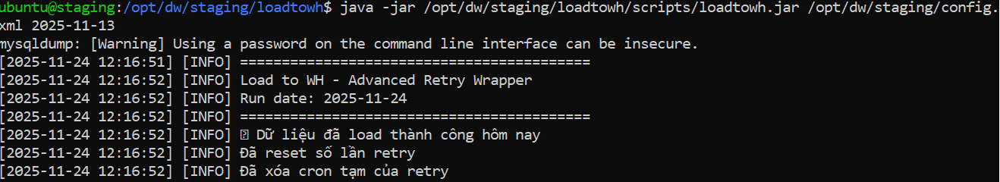 ubuntu@staging:/opt/dw/staging/loadtowh$ java -jar /opt/dw/staging/loadtowh/scripts/loadtowh.jar /opt/dw/staging/config.
xml 2025-11-13
mysqldump: [Warning] Using a password on the command line interface can be insecure.
[2025-11-24 12:16:51] [INFO] ==========================================
[2025-11-24 12:16:52] [INFO] Load to WH - Advanced Retry Wrapper
[2025-11-24 12:16:52] [INFO] Run date: 2025-11-24
[2025-11-24 12:16:52] [INFO] ==========================================
[2025-11-24 12:16:52] [INFO] Dữ liệu đã load thành công hôm nay
[2025-11-24 12:16:52] [INFO] Đã reset số lần retry
[2025-11-24 12:16:52] [INFO] Đã xóa cron tạm của retry